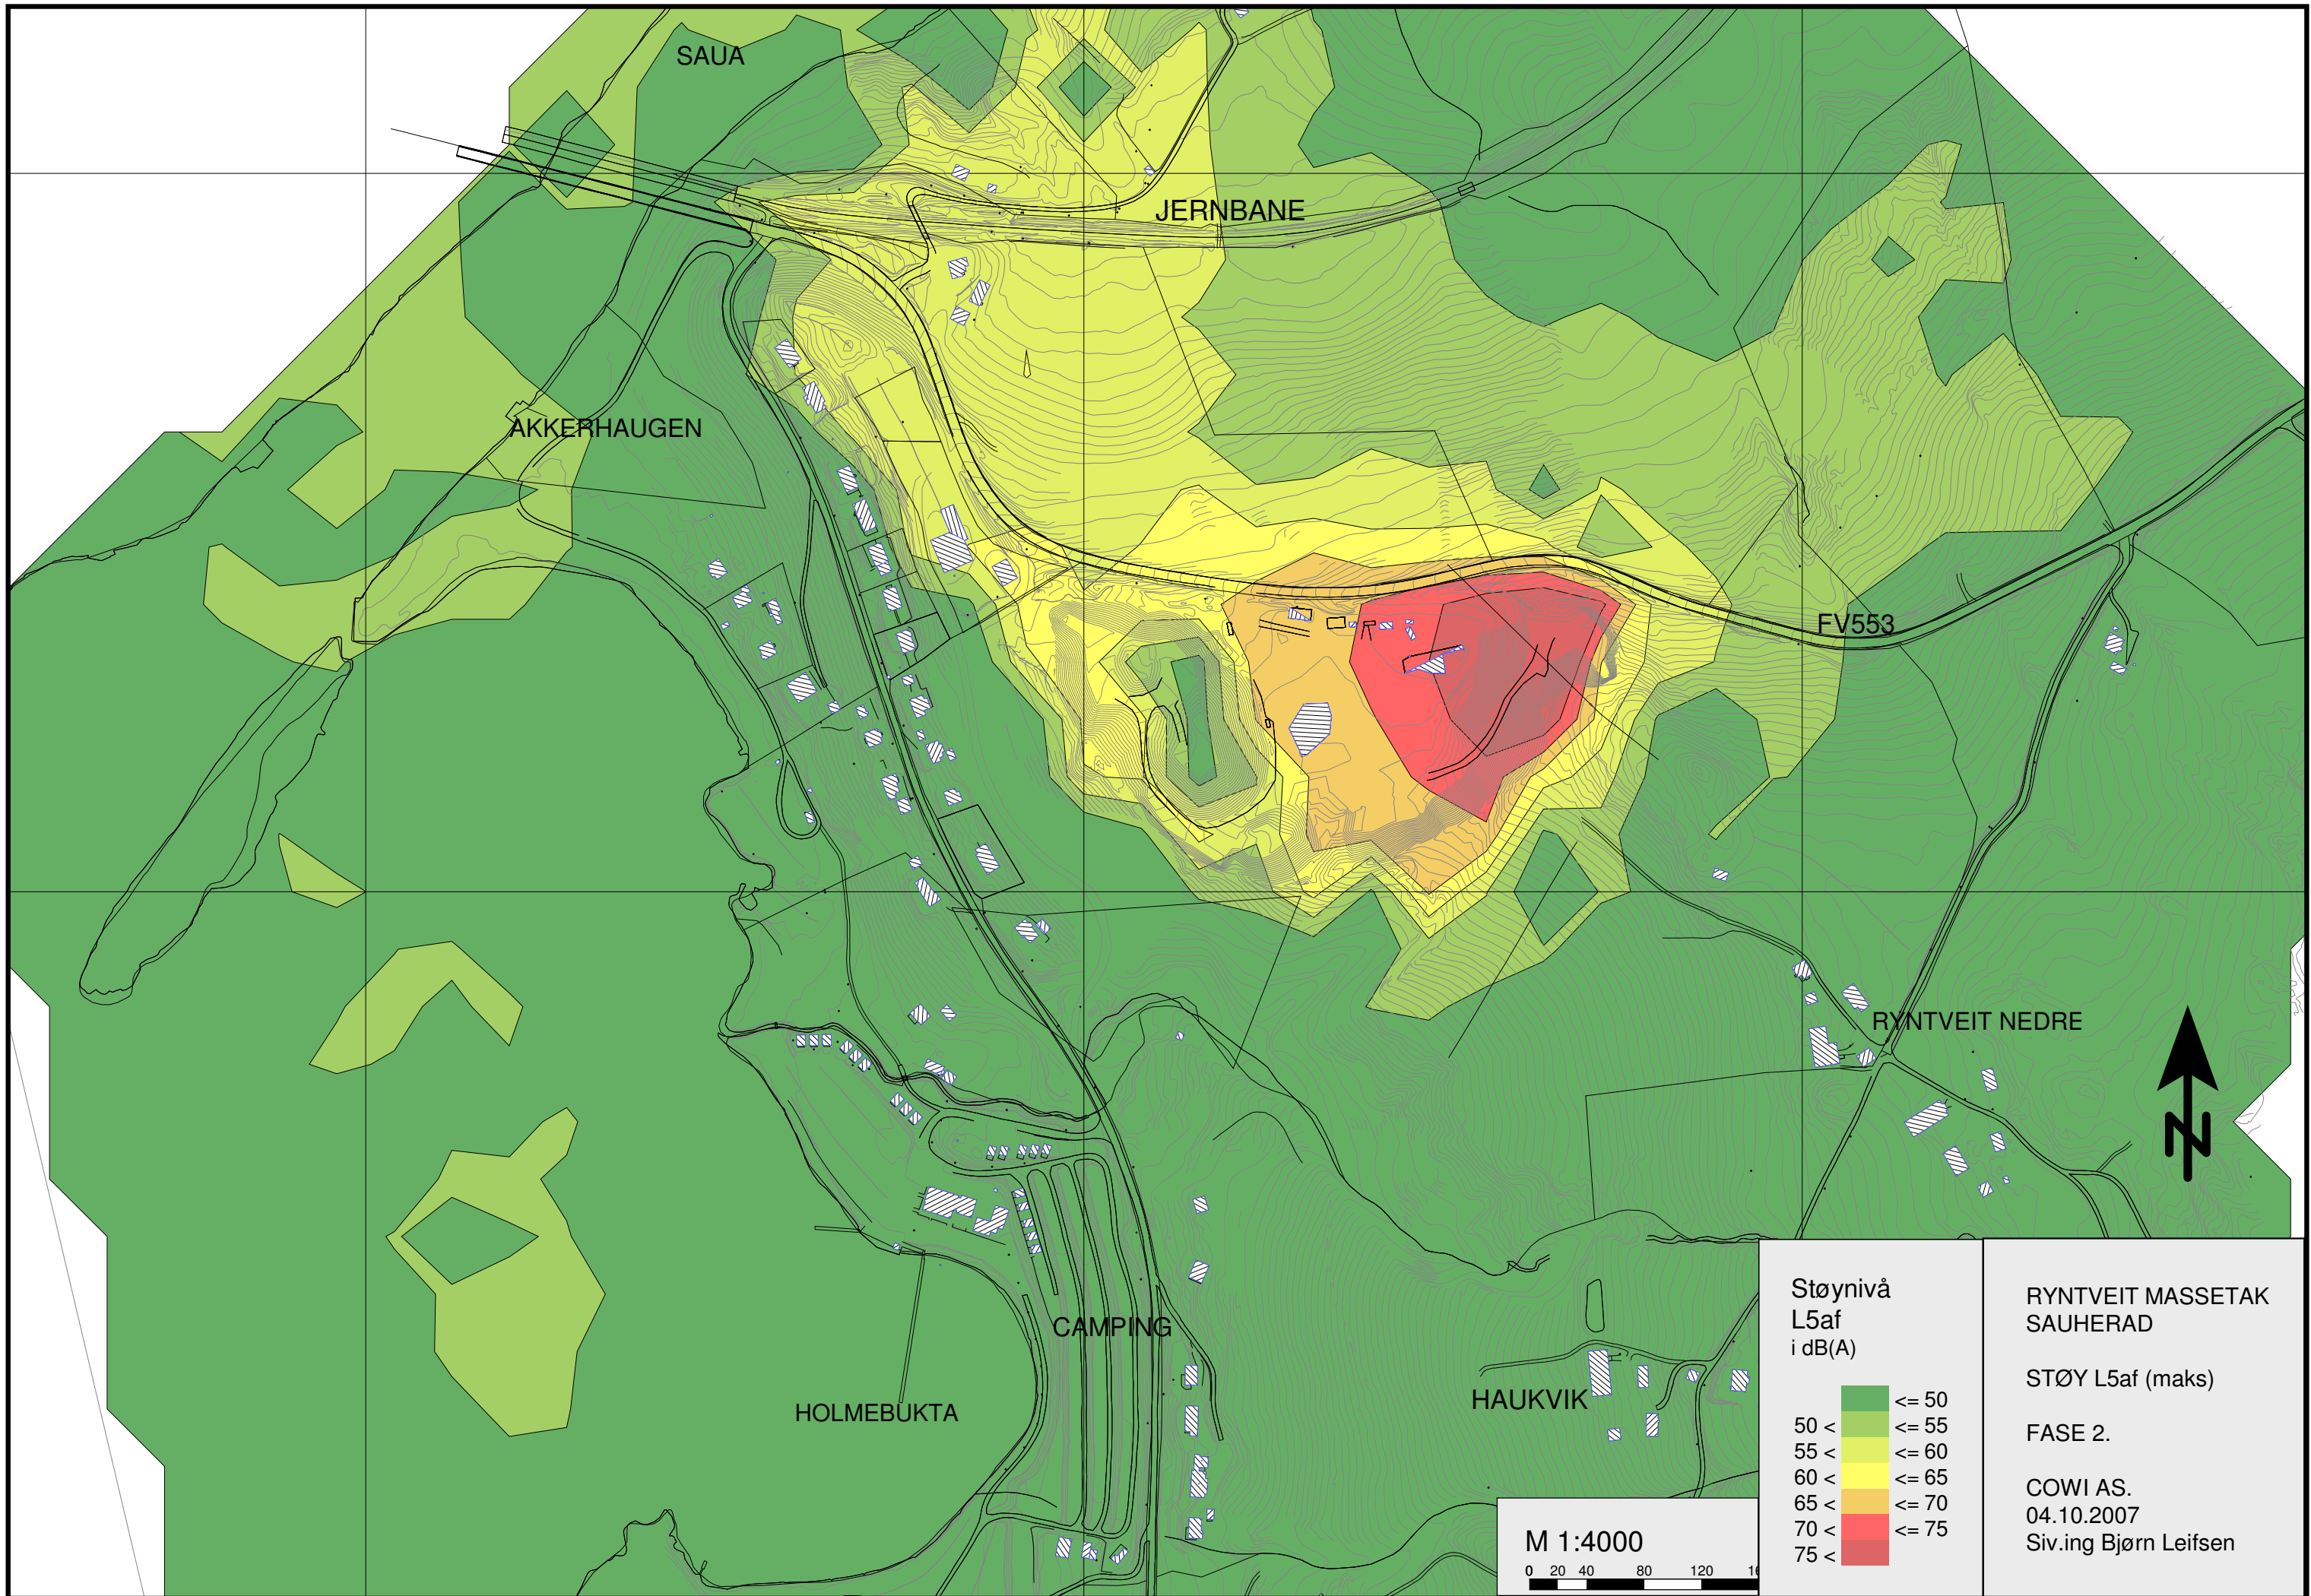 SAUA
JERNBANE
AKKERHAUGEN
FV553
RYNTVEIT NEDRE
N
CAMPING
HAUKVIK
HOLMEBUKTA
Støynivå
L5af
i dB(A)
<= 50
50 < <= 55
55 < <= 60
60 < <= 65
65 < <= 70
70 < <= 75
75 <
RYNTVEIT MASSETAK
SAUHERAD
STØY L5af (maks)
FASE 2.
COWI AS.
04.10.2007
Siv.ing Bjørn Leifsen
M 1:4000
0 20 40 80 120